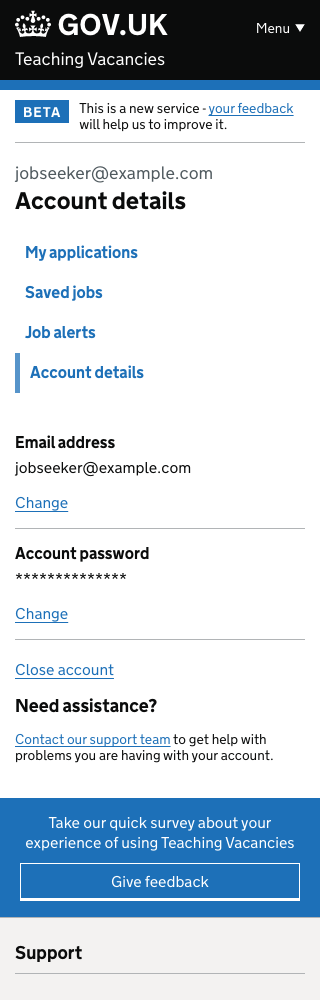 GOV.UK
Menu
Teaching Vacancies
BETA
This is a new service - your feedback
will help us to improve it.
jobseeker@example.com
Account details
My applications
Saved jobs
Job alerts
Account details
Email address
jobseeker@example.com
Change
Account password
**************
Change
Close account
Need assistance?
Contact our support team to get help with
problems you are having with your account.
Take our quick survey about your
experience of using Teaching Vacancies
Give feedback
Support